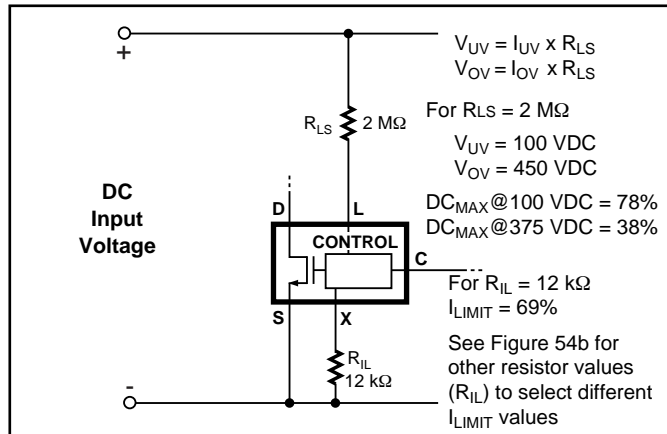 +
V_UV = I_UV x R_LS
V_OV = I_OV x R_LS
R_LS
2 MΩ
For R_LS = 2 MΩ
V_UV = 100 VDC
V_OV = 450 VDC
DC_MAX@100 VDC = 78%
DC_MAX@375 VDC = 38%
DC
Input
Voltage
D
L
CONTROL
C
S
X
For R_IL = 12 kΩ
I_LIMIT = 69%
R_IL
12 kΩ
See Figure 54b for
other resistor values
(R_IL) to select different
I_LIMIT values
-